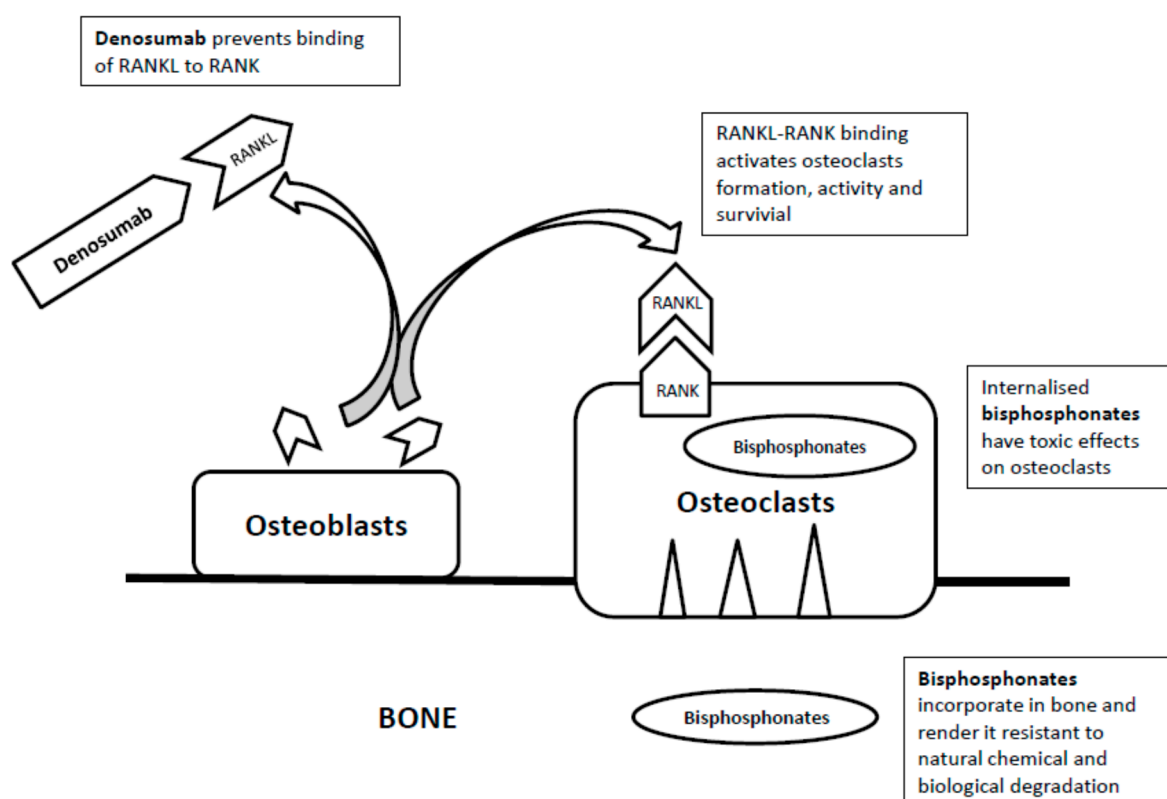 Denosumab prevents binding
of RANKL to RANK
RANKL
Denosumab
RANKL-RANK binding
activates osteoclasts
formation, activity and
survivial
RANKL
RANK
Internalised
bisphosphonates
have toxic effects
on osteoclasts
Bisphosphonates
Osteoclasts
Osteoblasts
BONE
Bisphosphonates
Bisphosphonates
incorporate in bone and
render it resistant to
natural chemical and
biological degradation